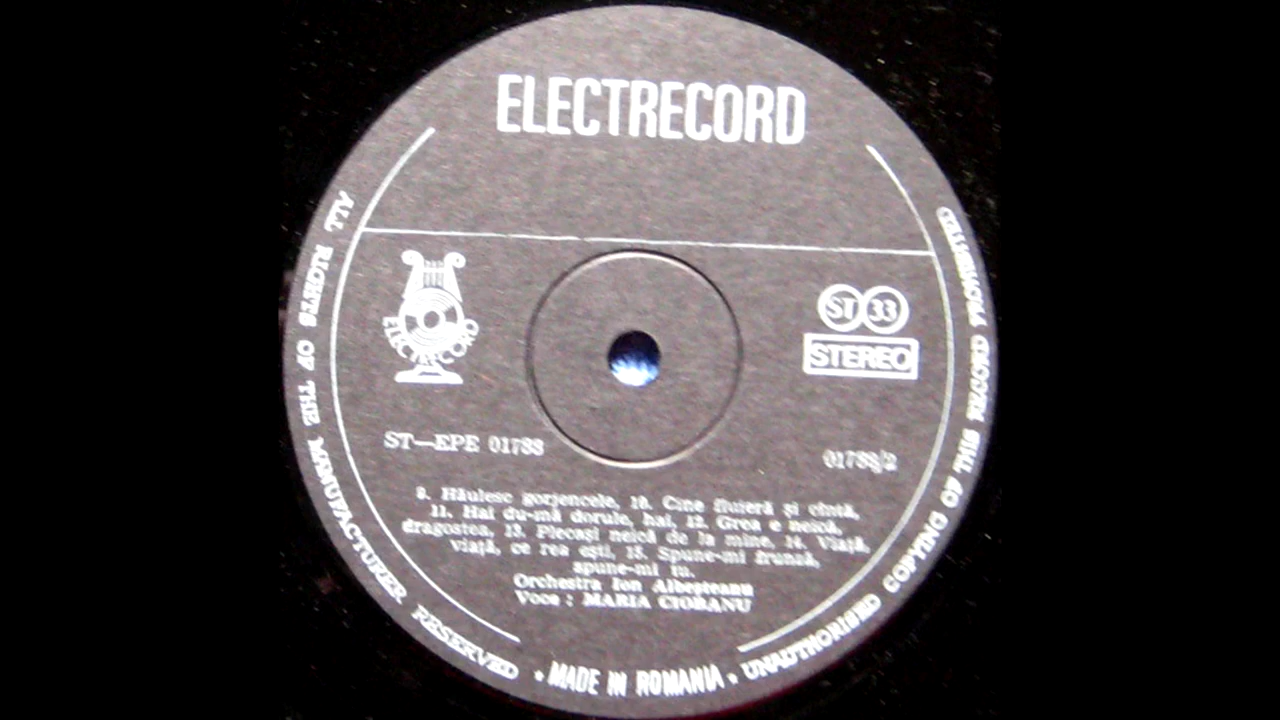 ELECTRECORD
ALL RIGHTS OF THE MANUFACTURER RESERVED
UNAUTHORISED COPYING OF THIS RECORD PROHIBITED
ELECTRECORD
ST 33
STEREO
ST—EPE 01788
01788/2
9. Hăulesc gorjencele, 10. Cine fluieră și cîntă,
11. Hai du-mă dorule, hai, 12. Grea e neică,
dragostea, 13. Plecași neică de la mine, 14. Viață,
viață, ce rea ești, 15. Spune-mi frunză,
spune-mi tu.
Orchestra Ion Albeșteanu
Voce : MARIA CIOBANU
* MADE IN ROMANIA *